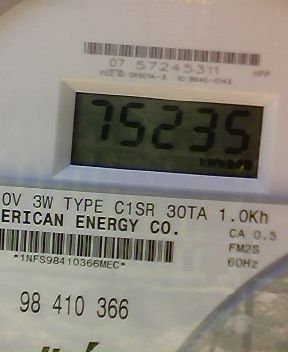 07 57245311 HPP
75235
0V 3W TYPE C1SR 30TA 1.0Kh
ERICAN ENERGY CO. CA 0.5
FM2S
*1NFS98410366MEC* 60Hz
98 410 366